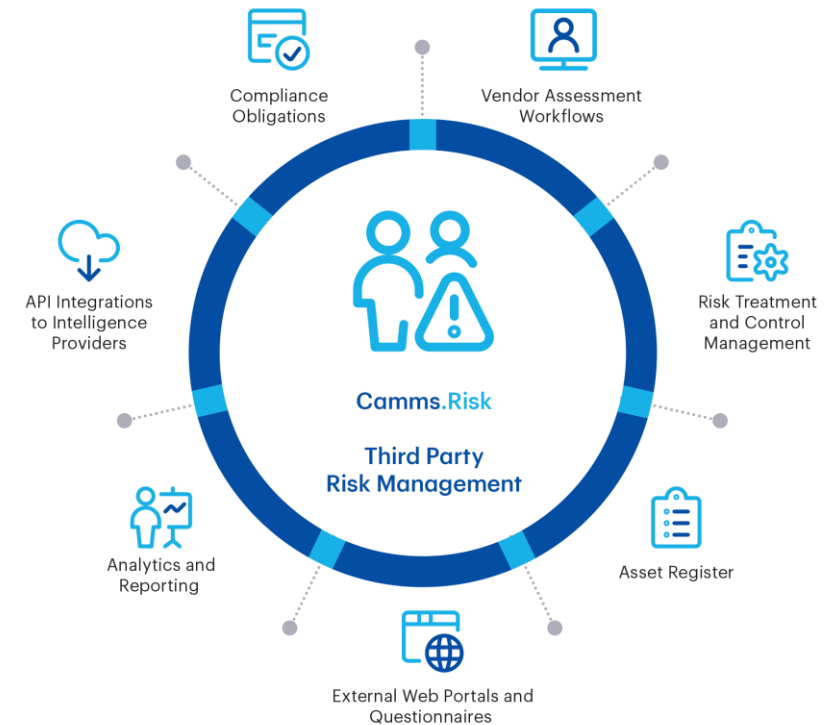 Compliance
Obligations
Vendor Assessment
Workflows
API Integrations
to Intelligence
Providers
Risk Treatment
and Control
Management
Camms.Risk
Third Party
Risk Management
Analytics and
Reporting
Asset Register
External Web Portals and
Questionnaires